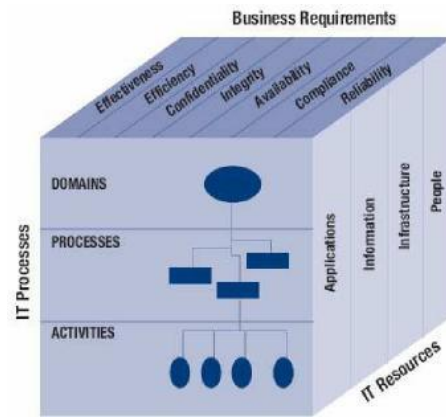 Business Requirements
Effectiveness
Efficiency
Confidentiality
Integrity
Availability
Compliance
Reliability
IT Processes
DOMAINS
PROCESSES
ACTIVITIES
Applications
Information
Infrastructure
People
IT Resources